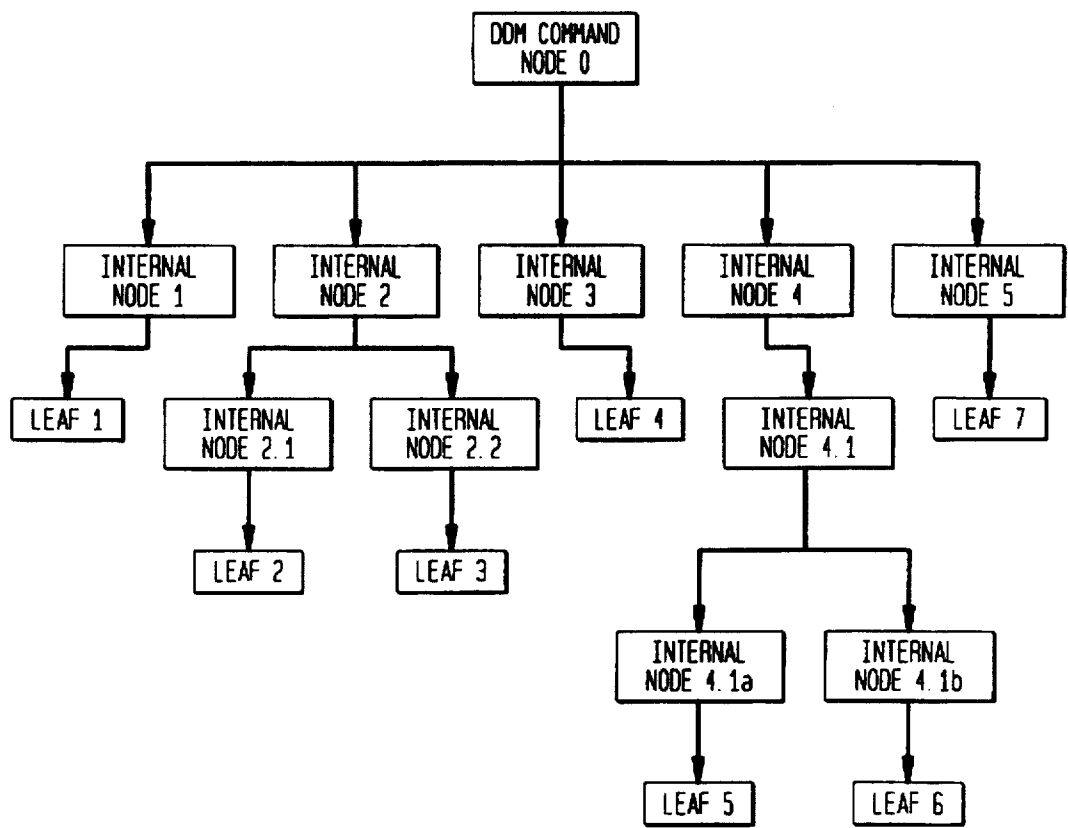 DDM COMMAND
NODE 0
INTERNAL
NODE 1
INTERNAL
NODE 2
INTERNAL
NODE 3
INTERNAL
NODE 4
INTERNAL
NODE 5
LEAF 1
INTERNAL
NODE 2.1
INTERNAL
NODE 2.2
LEAF 4
INTERNAL
NODE 4.1
LEAF 7
LEAF 2
LEAF 3
INTERNAL
NODE 4.1a
INTERNAL
NODE 4.1b
LEAF 5
LEAF 6